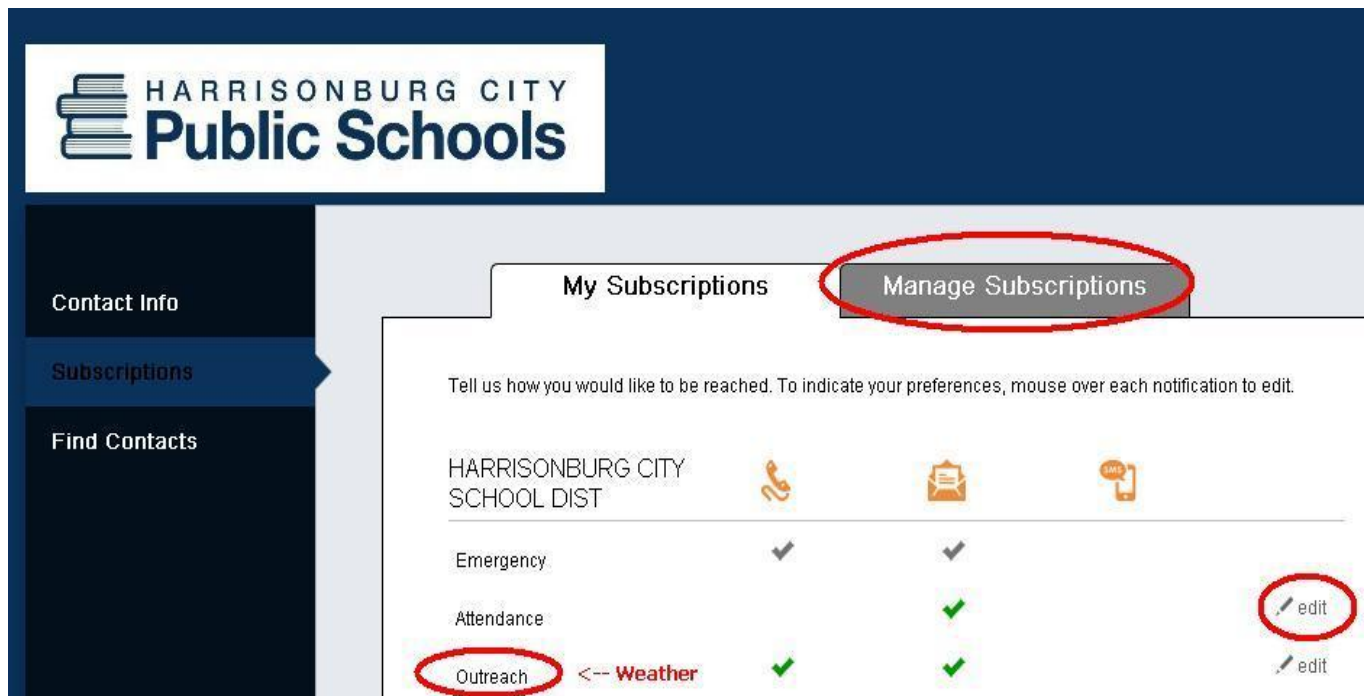 HARRISONBURG CITY
Public Schools
Contact Info
Subscriptions
Find Contacts
My Subscriptions
Manage Subscriptions
Tell us how you would like to be reached. To indicate your preferences, mouse over each notification to edit.
HARRISONBURG CITY
SCHOOL DIST
SMS
Emergency
Attendance
edit
Outreach <-- Weather
edit